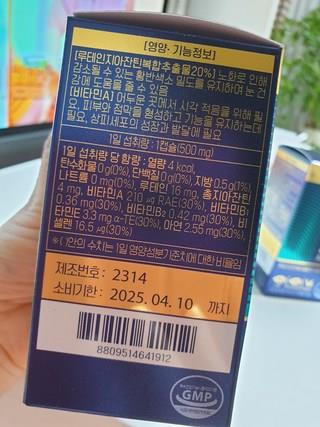 [영양·기능정보]
[루테인지아잔틴복합추출물20%] 노화로 인해
감소될 수 있는 황반색소 밀도를 유지하여 눈 건
강에 도움을 줄 수 있음
[비타민A] 어두운 곳에서 시각 적응을 위해 필
요, 피부와 점막을 형성하고 기능을 유지하는데
필요, 상피세포의 성장과 발달에 필요
1일 섭취량 : 1캡슐(500 mg)
1일 섭취량 당 함량 : 열량 4 kcal,
탄수화물 0 g(0%), 단백질 0 g(0%), 지방 0.5 g(1%),
나트륨 0 mg(0%), 루테인 16 mg, 총지아잔틴
4 mg, 비타민A 210 μg RAE(30%), 비타민B₁
0.36 mg(30%), 비타민B₂ 0.42 mg(30%), 비
타민E 3.3 mg α-TE(30%), 아연 2.55 mg(30%),
셀렌 16.5 μg(30%)
※ ( )안의 수치는 1일 영양성분기준치에 대한 비율임
제조번호 : 2314
소비기한 : 2025. 04. 10 까지
8809514641912
GMP